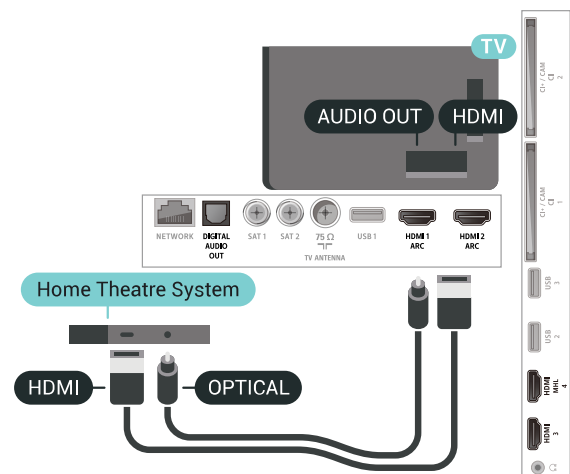 TV
AUDIO OUT
HDMI
NETWORK
DIGITAL
AUDIO
OUT
SAT 1
SAT 2
75 Ω
TV ANTENNA
USB 1
HDMI 1
ARC
HDMI 2
ARC
Home Theatre System
HDMI
OPTICAL
CI+ / CAM
2
CI+ / CAM
1
USB
3
USB
2
HDMI
MHL
4
HDMI
3